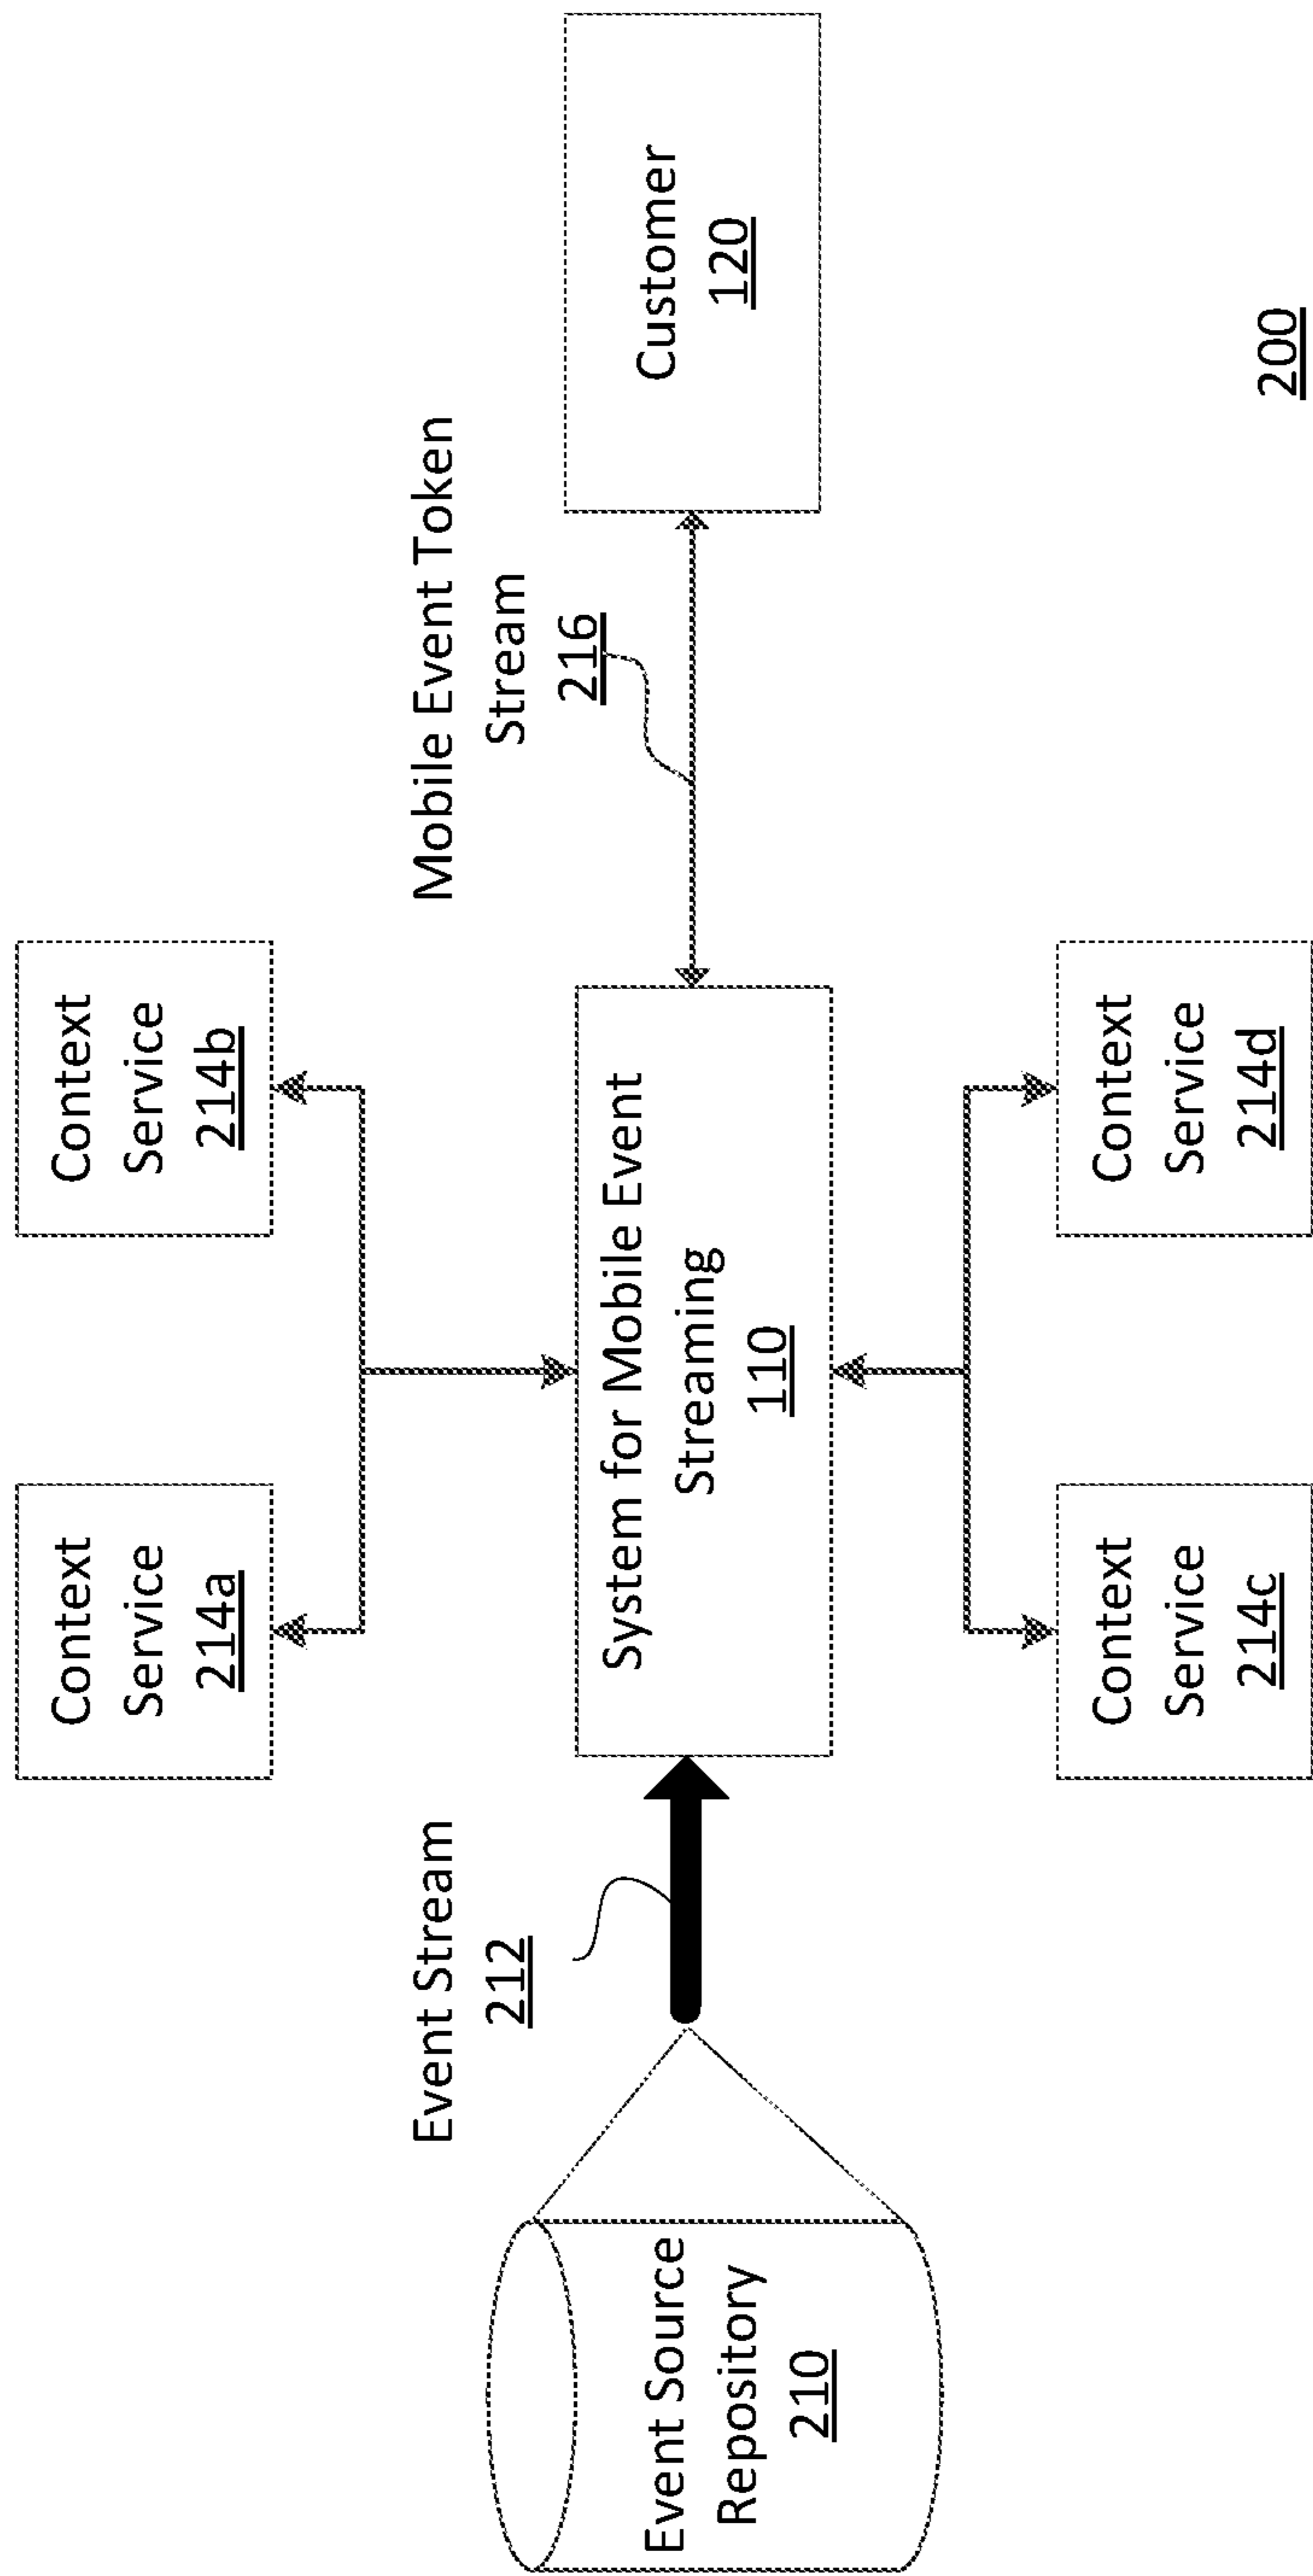 Context
Service
214a
Context
Service
214b
Event Stream
212
Mobile Event Token
Stream
216
Event Source
Repository
210
System for Mobile Event
Streaming
110
Customer
120
Context
Service
214c
Context
Service
214d
200